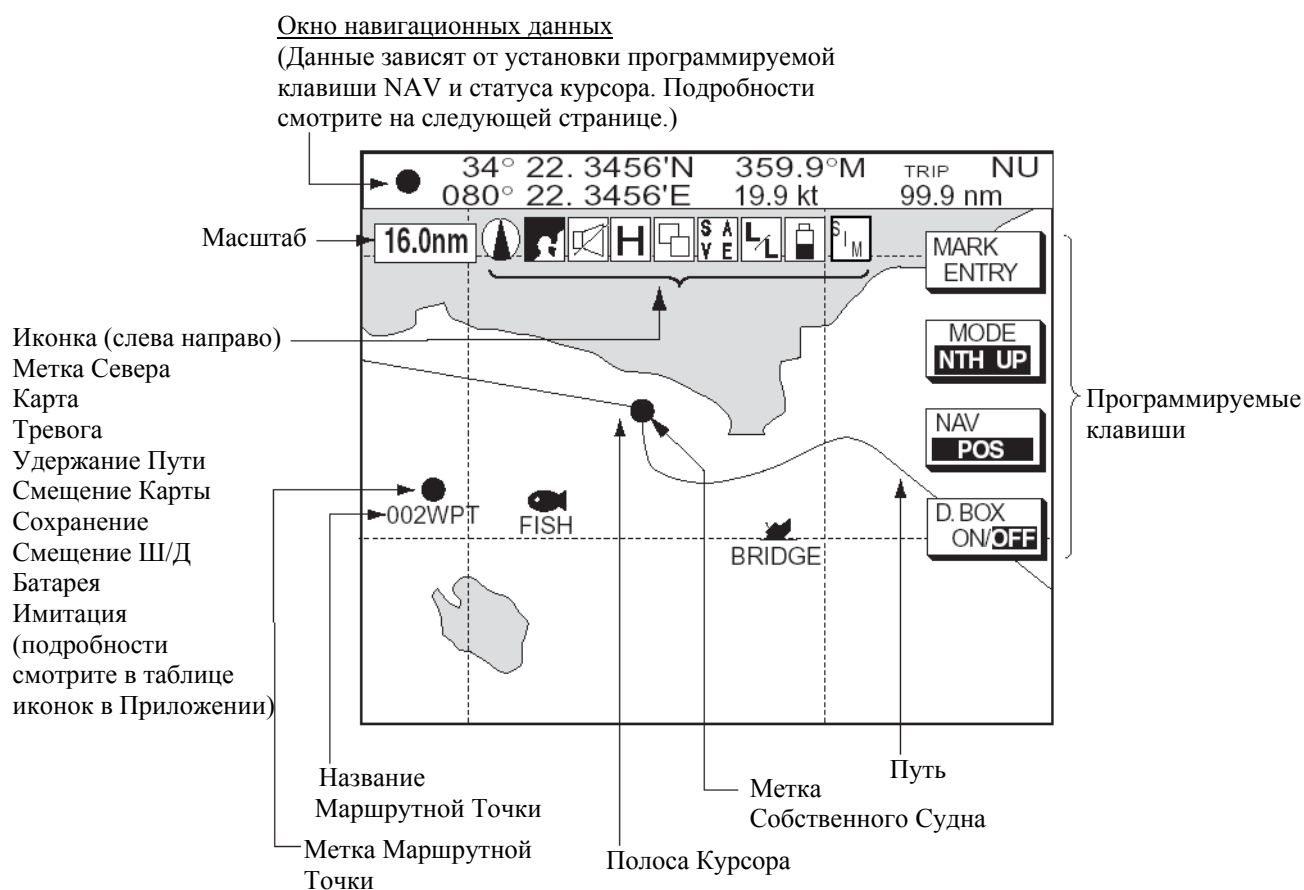 Окно навигационных данных
(Данные зависят от установки программируемой
клавиши NAV и статуса курсора. Подробности
смотрите на следующей странице.)
34° 22. 3456'N 359.9°M TRIP NU
080° 22. 3456'E 19.9 kt 99.9 nm
Масштаб
16.0nm H SAVE L/L SIM
MARK
ENTRY
MODE
NTH UP
NAV
POS
D. BOX
ON/OFF
Программируемые
клавиши
Иконка (слева направо)
Метка Севера
Карта
Тревога
Удержание Пути
Смещение Карты
Сохранение
Смещение Ш/Д
Батарея
Имитация
(подробности
смотрите в таблице
иконок в Приложении)
002WPT
FISH
BRIDGE
Название
Маршрутной Точки
Метка Маршрутной
Точки
Полоса Курсора
Метка
Собственного Судна
Путь